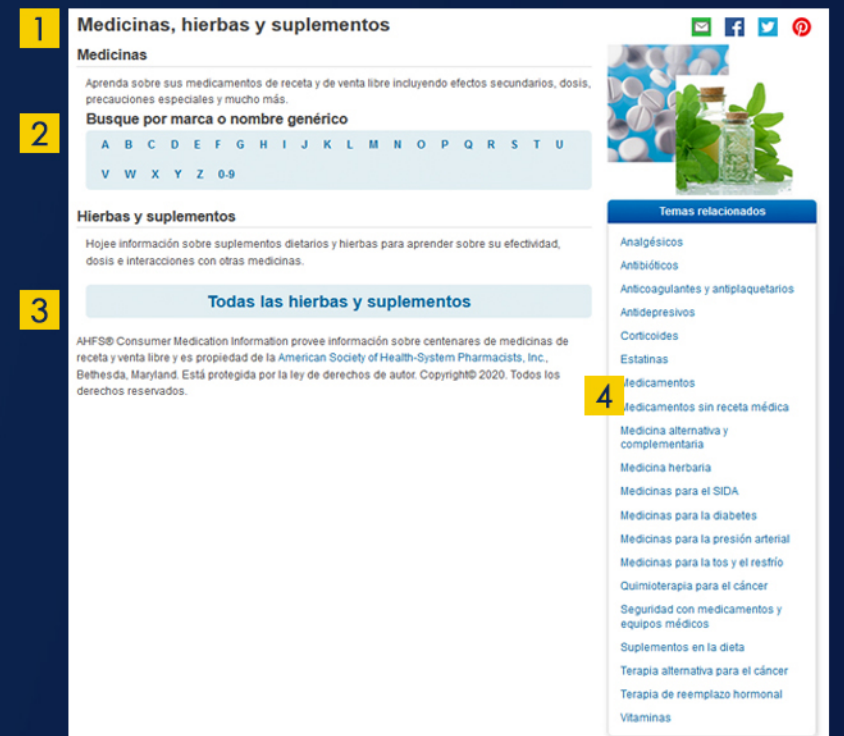 1
Medicinas, hierbas y suplementos
Medicinas
Aprenda sobre sus medicamentos de receta y de venta libre incluyendo efectos secundarios, dosis,
precauciones especiales y mucho más.
2
Busque por marca o nombre genérico
A B C D E F G H I J K L M N O P Q R S T U
V W X Y Z 0-9
Hierbas y suplementos
Hojee información sobre suplementos dietarios y hierbas para aprender sobre su efectividad,
dosis e interacciones con otras medicinas.
3
Todas las hierbas y suplementos
AHFS® Consumer Medication Information provee información sobre centenares de medicinas de
receta y venta libre y es propiedad de la American Society of Health-System Pharmacists, Inc.,
Bethesda, Maryland. Está protegida por la ley de derechos de autor. Copyright© 2020. Todos los
derechos reservados.
Temas relacionados
Analgésicos
Antibióticos
Anticoagulantes y antiplaquetarios
Antidepresivos
Corticoides
Estatinas
4
Medicamentos
Medicamentos sin receta médica
Medicina alternativa y
complementaria
Medicina herbaria
Medicinas para el SIDA
Medicinas para la diabetes
Medicinas para la presión arterial
Medicinas para la tos y el resfrío
Quimioterapia para el cáncer
Seguridad con medicamentos y
equipos médicos
Suplementos en la dieta
Terapia alternativa para el cáncer
Terapia de reemplazo hormonal
Vitaminas